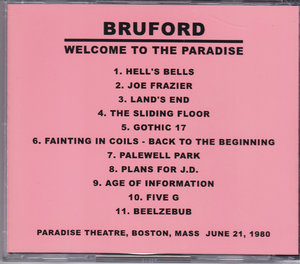 BRUFORD
WELCOME TO THE PARADISE
1. HELL'S BELLS
2. JOE FRAZIER
3. LAND'S END
4. THE SLIDING FLOOR
5. GOTHIC 17
6. FAINTING IN COILS - BACK TO THE BEGINNING
7. PALEWELL PARK
8. PLANS FOR J.D.
9. AGE OF INFORMATION
10. FIVE G
11. BEELZEBUB
PARADISE THEATRE, BOSTON, MASS JUNE 21, 1980